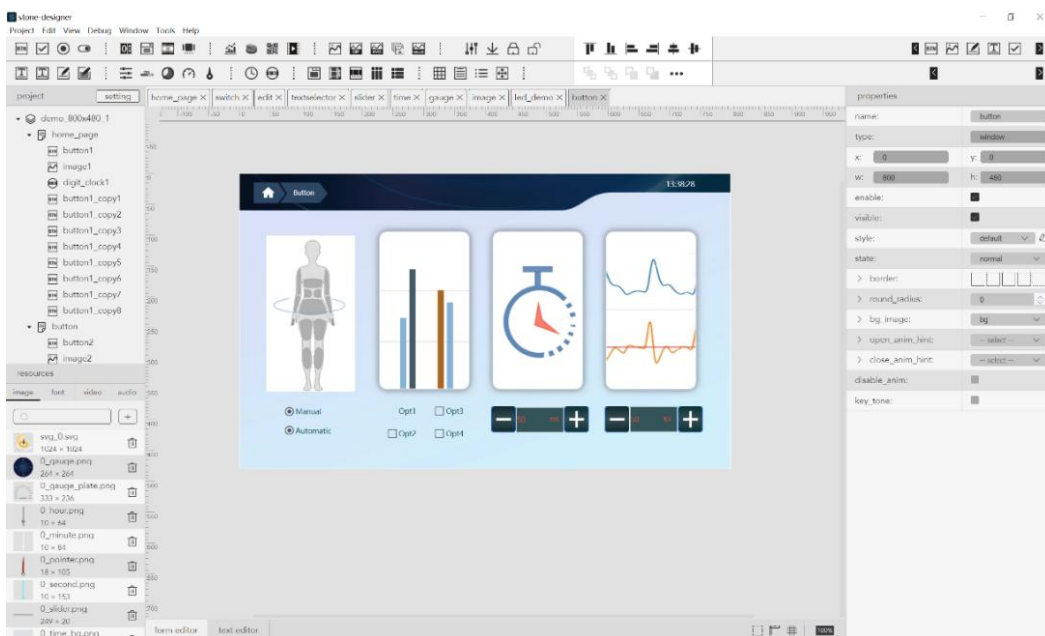 stone-designer
Project Edit View Debug Window Tools Help
project setting
home_page × switch × edit × textselector × slider × time × gauge × image × led_demo × button ×
properties
demo_800x480_1
home_page
button1
image1
digit_clock1
button1_copy1
button1_copy2
button1_copy3
button1_copy4
button1_copy5
button1_copy6
button1_copy7
button1_copy8
button
button2
image2
resources
image font video audio
svg_0.svg
1024 × 1024
0_gauge.png
264 × 264
0_gauge_plate.png
333 × 236
0_hour.png
10 × 64
0_minute.png
0_pointer.png
18 × 105
0_second.png
10 × 153
0_slider.png
249 × 20
0_time_bg.png
Button
13:38:28
Manual
Automatic
Opt1 Opt3
Opt2 Opt4
form editor text editor
100%
name: button
type: window
x: 0 y: 0
w: 800 h: 480
enable:
visible:
style: default
state: normal
border:
round_radius: 0
bg_image: bg
open_anim_hint: -- select --
close_anim_hint: -- select --
disable_anim:
key_tone: